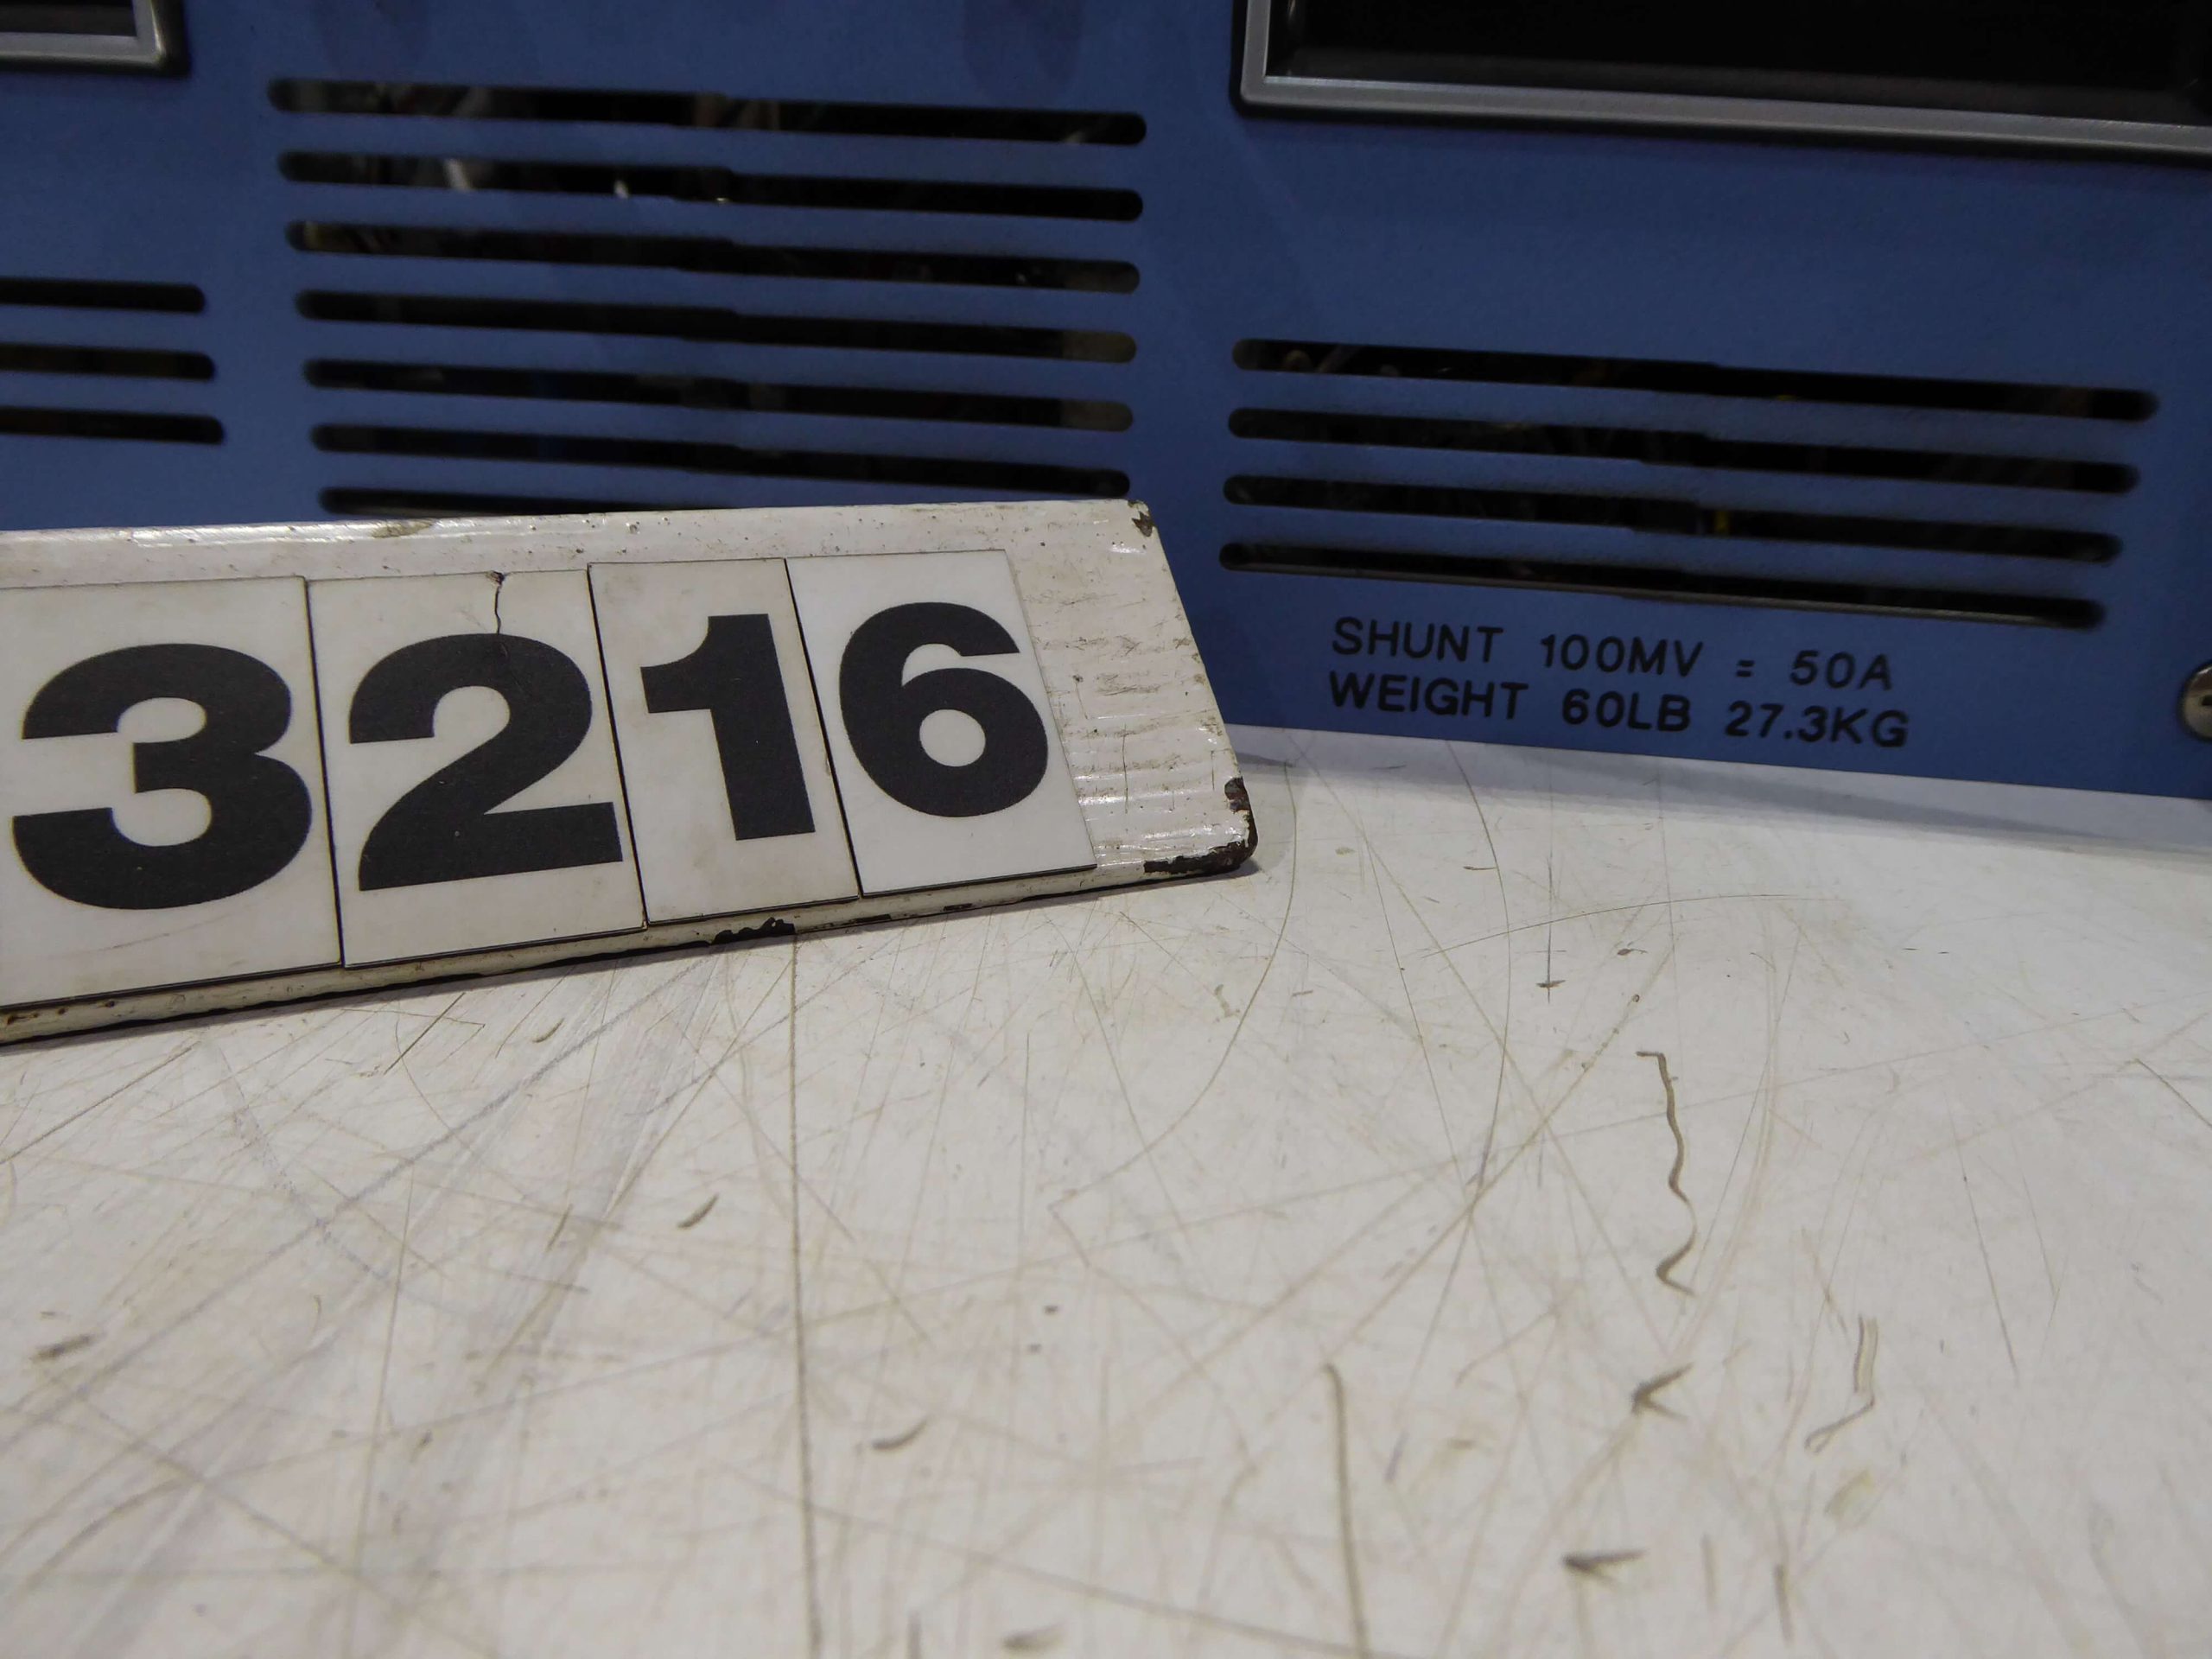 3216
SHUNT 100MV = 50A
WEIGHT 60LB 27.3KG